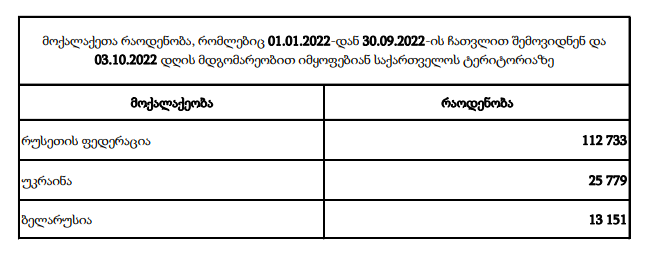 მოქალაქეთა რაოდენობა, რომლებიც 01.01.2022-დან 30.09.2022-ის ჩათვლით შემოვიდნენ და
03.10.2022 დღის მდგომარეობით იმყოფებიან საქართველოს ტერიტორიაზე
მოქალაქეობა რაოდენობა
რუსეთის ფედერაცია 112 733
უკრაინა 25 779
ბელარუსია 13 151